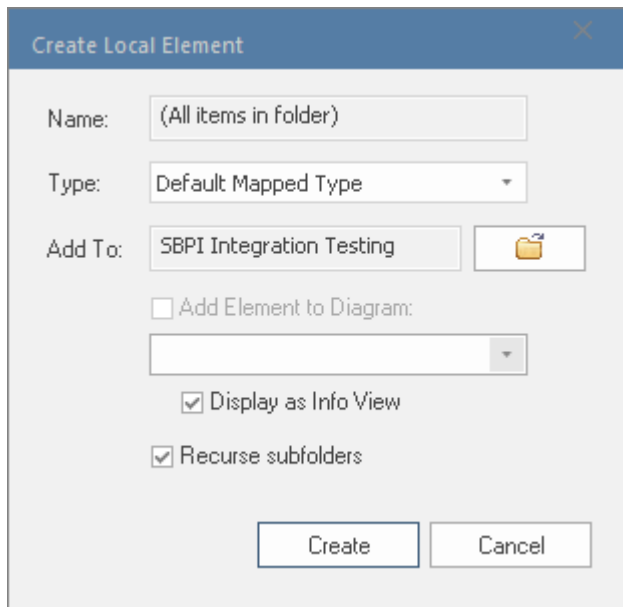 Create Local Element
Name: (All items in folder)
Type: Default Mapped Type
Add To: SBPI Integration Testing
Add Element to Diagram:
Display as Info View
Recurse subfolders
Create Cancel